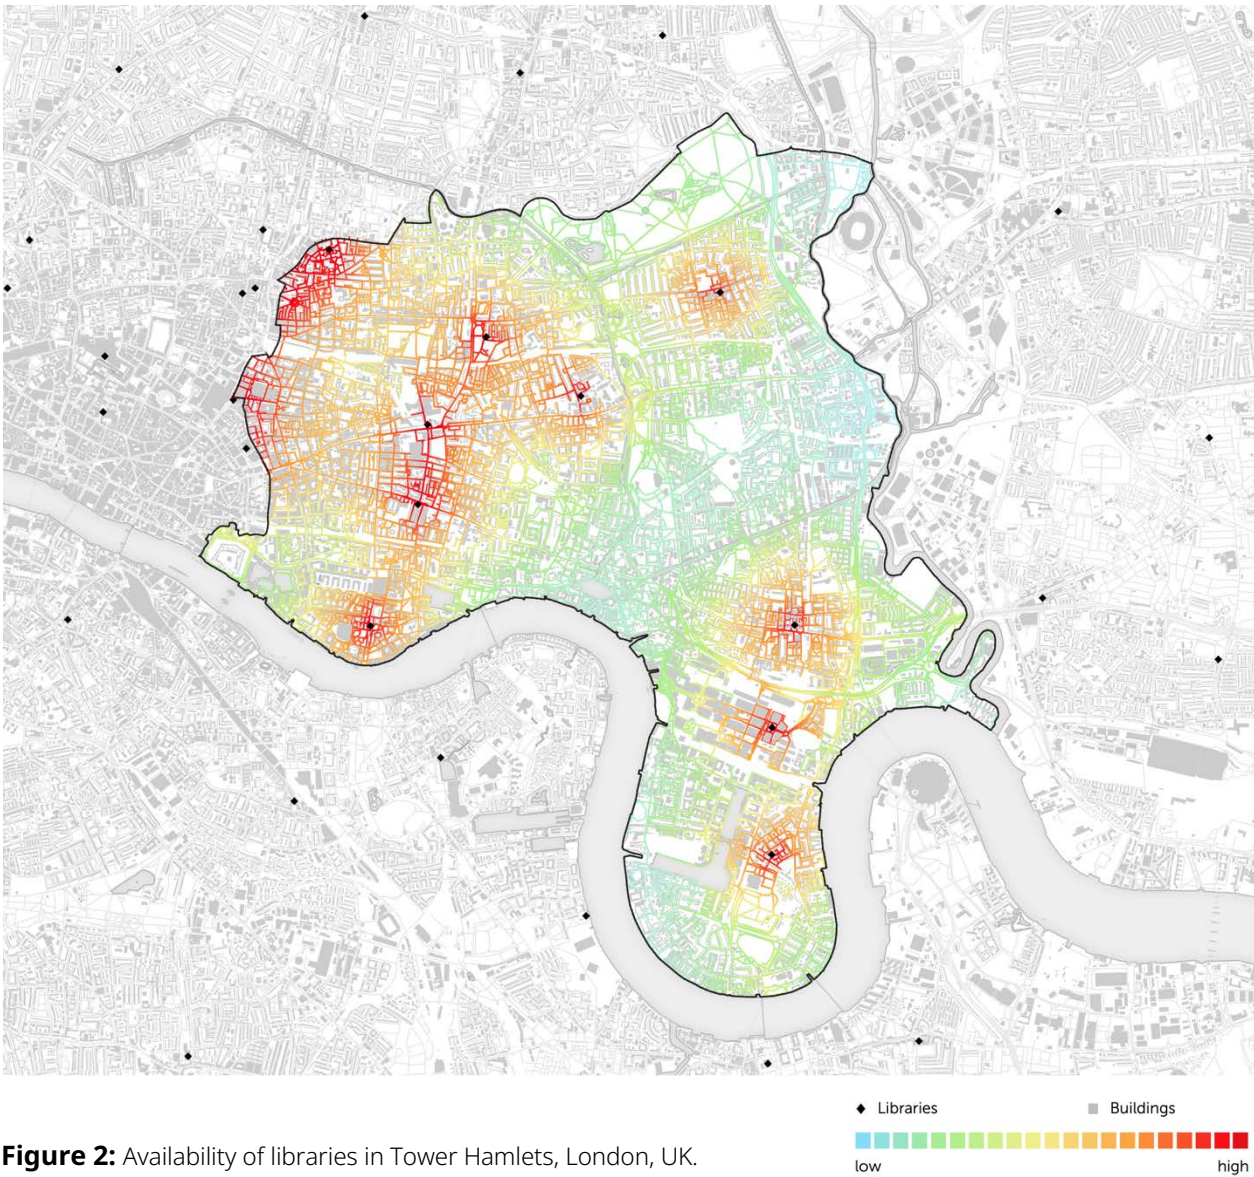 Libraries
Buildings
low
high
Figure 2: Availability of libraries in Tower Hamlets, London, UK.